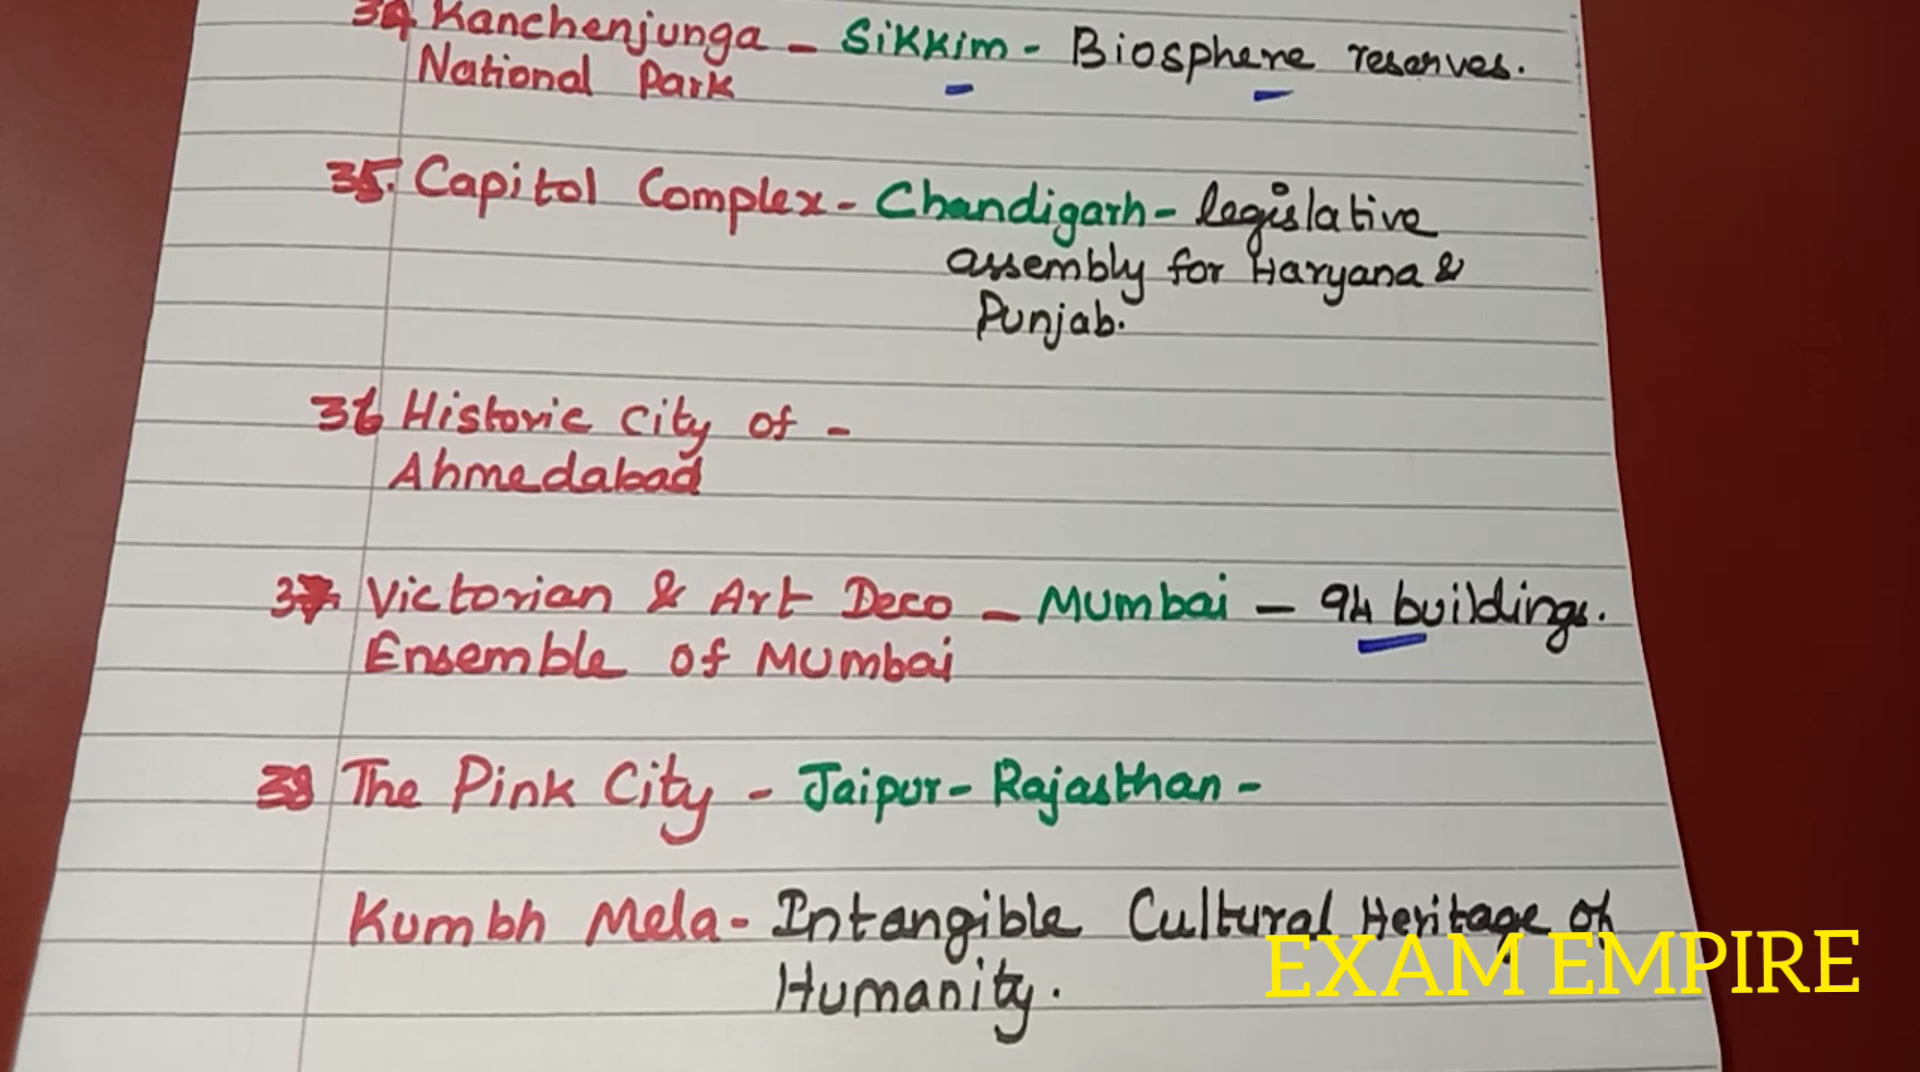 34 Kanchenjunga - Sikkim - Biosphere reserves.
National Park
35. Capitol Complex - Chandigarh - legislative
assembly for Haryana &
Punjab.
36 Historic City of -
Ahmedabad
37. Victorian & Art Deco - Mumbai - 94 buildings.
Ensemble of Mumbai
38 The Pink City - Jaipur - Rajasthan -
Kumbh Mela - Intangible Cultural Heritage of
Humanity.
EXAM EMPIRE